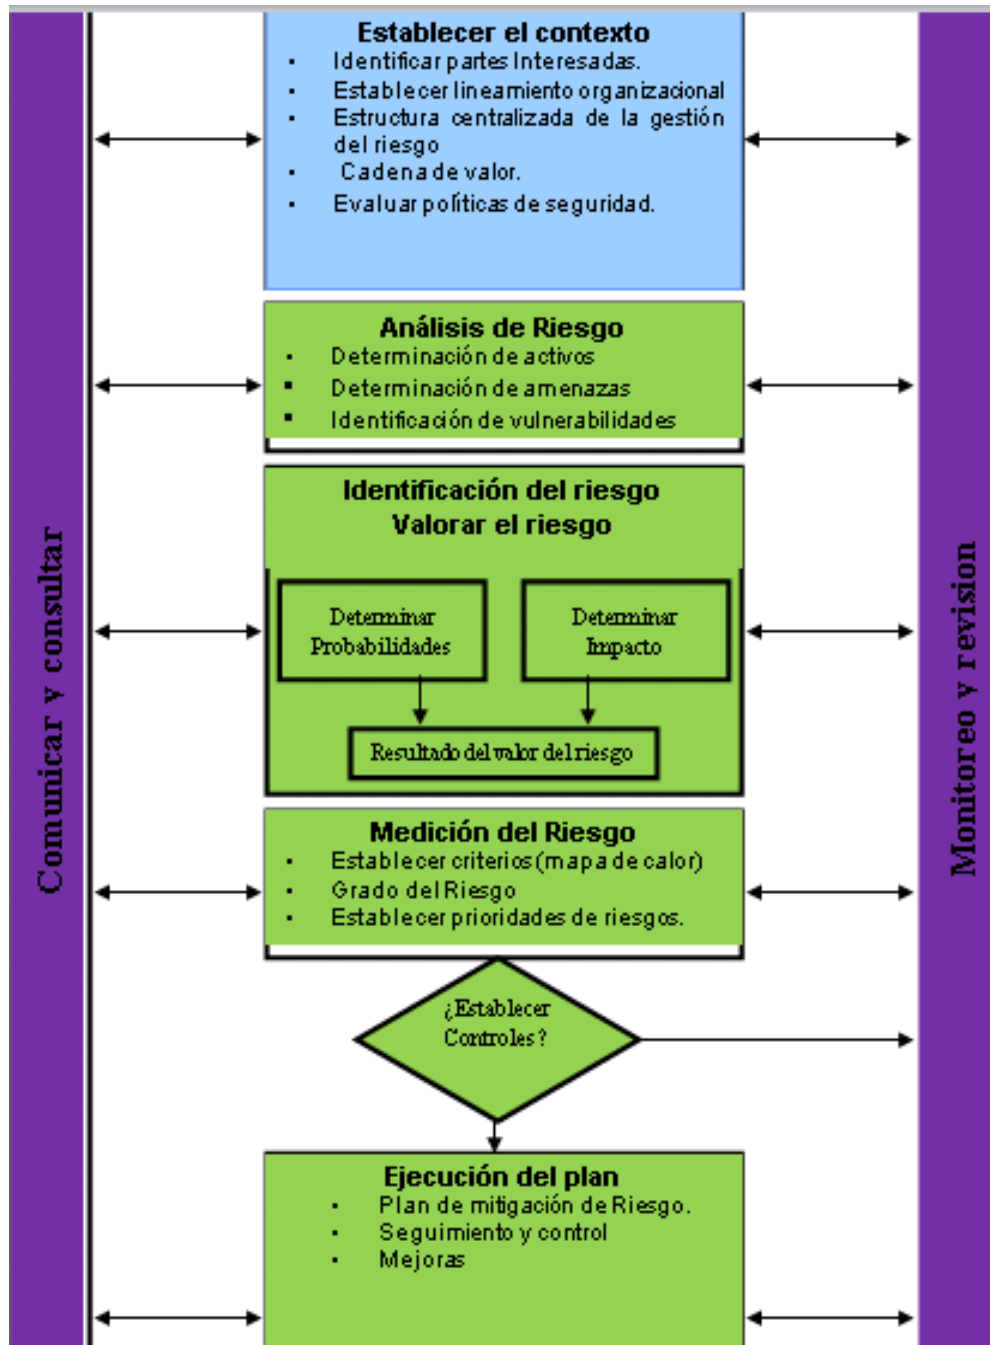 Establecer el contexto
▪ Identificar partes Interesadas.
▪ Establecer lineamiento organizacional
▪ Estructura centralizada de la gestión
del riesgo
▪ Cadena de valor.
▪ Evaluar políticas de seguridad.
Análisis de Riesgo
▪ Determinación de activos
▪ Determinación de amenazas
▪ Identificación de vulnerabilidades
Identificación del riesgo
Valorar el riesgo
Determinar
Probabilidades
Determinar
Impacto
Resultado del valor del riesgo
Medición del Riesgo
▪ Establecer criterios (mapa de calor)
▪ Grado del Riesgo
▪ Establecer prioridades de riesgos.
¿Establecer
Controles?
Ejecución del plan
▪ Plan de mitigación de Riesgo.
▪ Seguimiento y control
▪ Mejoras
Comunicar y consultar
Monitoreo y revision